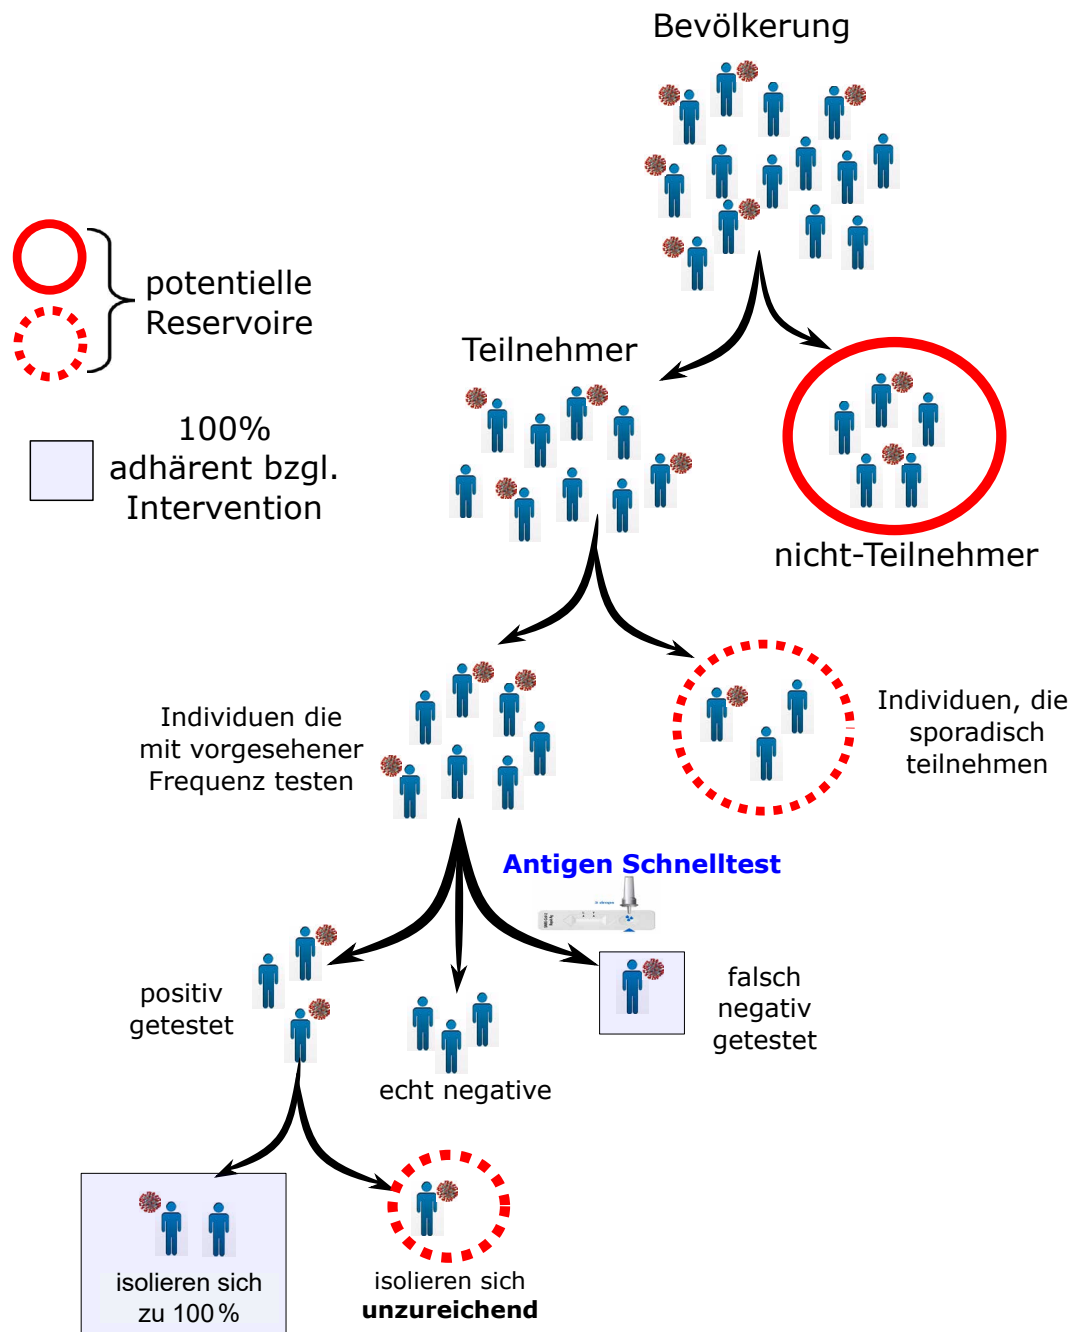 Bevölkerung
potentielle
Reservoire
Teilnehmer
100%
adhärent bzgl.
Intervention
nicht-Teilnehmer
Individuen die
mit vorgesehener
Frequenz testen
Individuen, die
sporadisch
teilnehmen
Antigen Schnelltest
positiv
getestet
falsch
negativ
getestet
echt negative
isolieren sich
zu 100%
isolieren sich
unzureichend